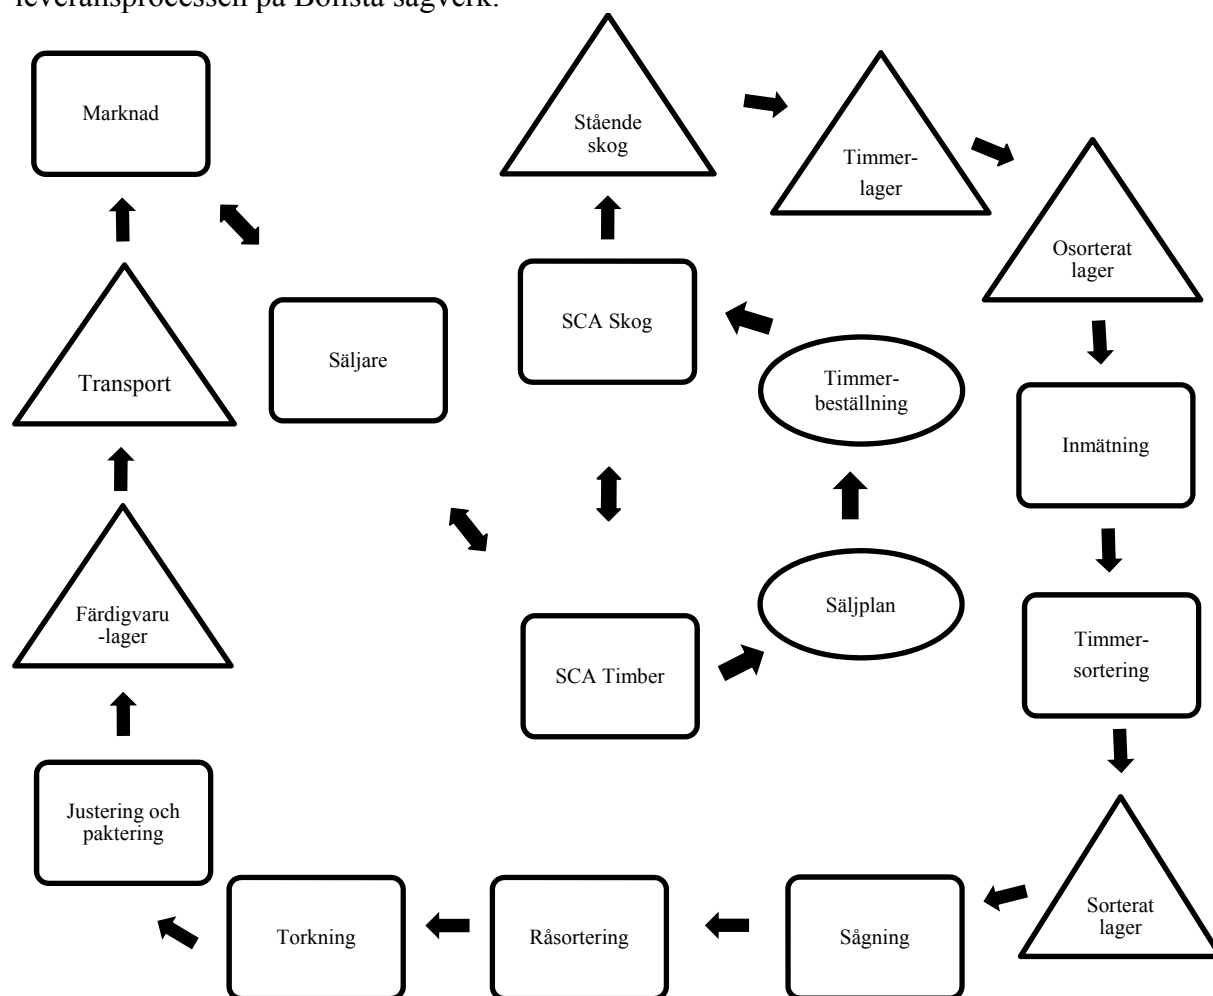 leveransprocessen på Bollsta sågverk.
Marknad
Stående
skog
Timmer-
lager
Osorterat
lager
SCA Skog
Säljare
Transport
Timmer-
beställning
Inmätning
Färdigvaru
-lager
Säljplan
SCA Timber
Timmer-
sortering
Justering och
paktering
Sorterat
lager
Torkning
Råsortering
Sågning